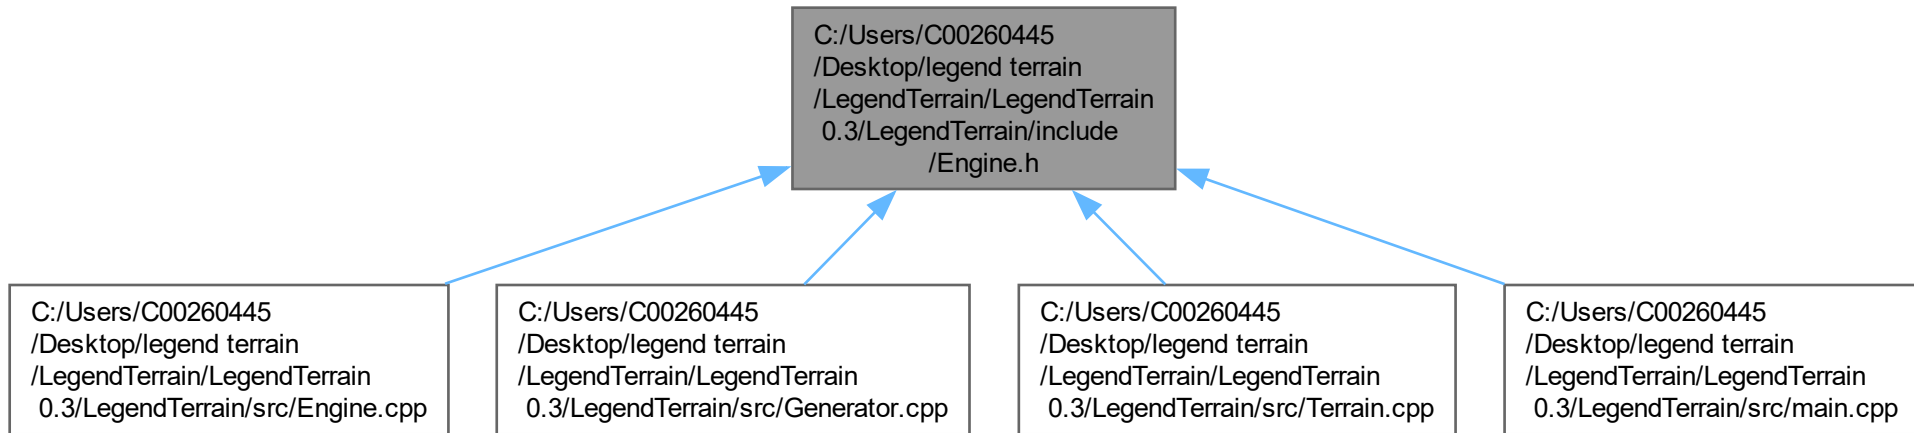 C:/Users/C00260445
/Desktop/legend terrain
/LegendTerrain/LegendTerrain
0.3/LegendTerrain/include
/Engine.h
C:/Users/C00260445
/Desktop/legend terrain
/LegendTerrain/LegendTerrain
0.3/LegendTerrain/src/Engine.cpp
C:/Users/C00260445
/Desktop/legend terrain
/LegendTerrain/LegendTerrain
0.3/LegendTerrain/src/Generator.cpp
C:/Users/C00260445
/Desktop/legend terrain
/LegendTerrain/LegendTerrain
0.3/LegendTerrain/src/Terrain.cpp
C:/Users/C00260445
/Desktop/legend terrain
/LegendTerrain/LegendTerrain
0.3/LegendTerrain/src/main.cpp